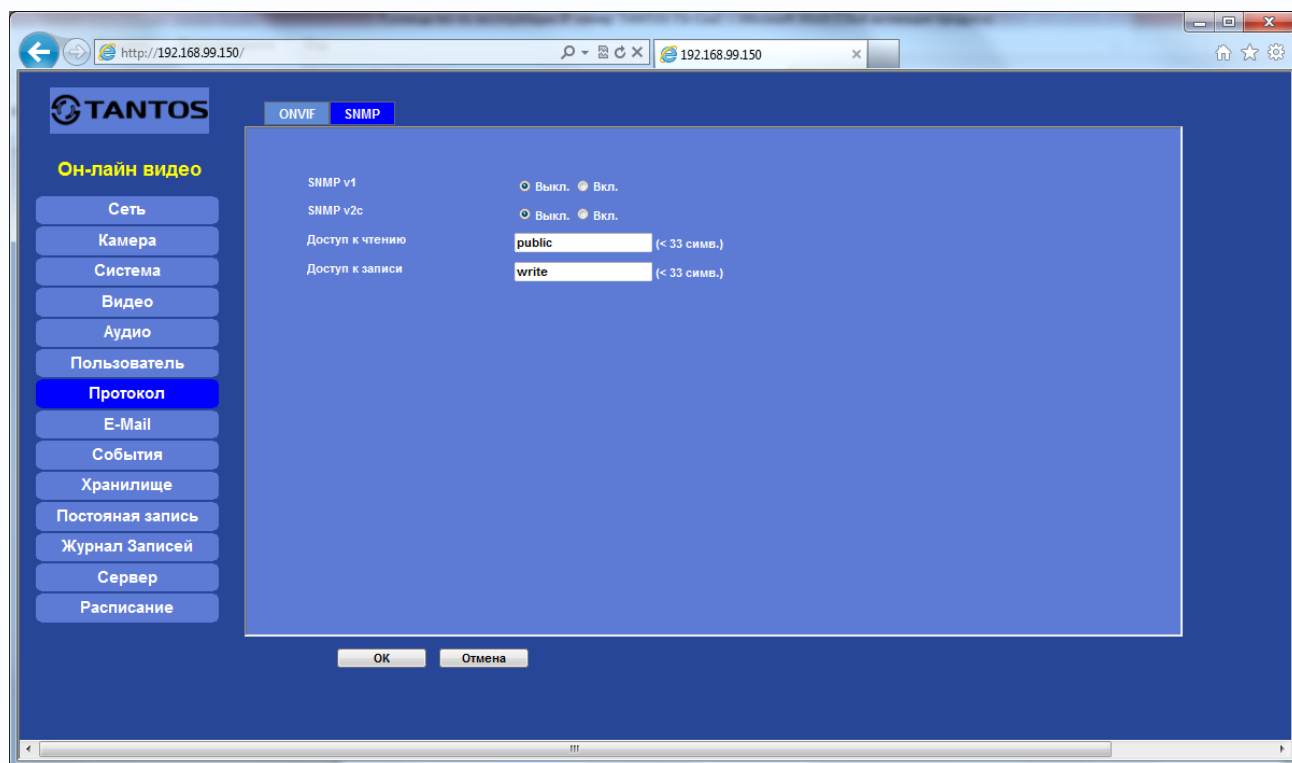 http://192.168.99.150/
192.168.99.150
TANTOS
ONVIF SNMP
Он-лайн видео
Сеть
Камера
Система
Видео
Аудио
Пользователь
Протокол
E-Mail
События
Хранилище
Постояная запись
Журнал Записей
Сервер
Расписание
SNMP v1 Выкл. Вкл.
SNMP v2c Выкл. Вкл.
Доступ к чтению public (< 33 симв.)
Доступ к записи write (< 33 симв.)
OK Отмена